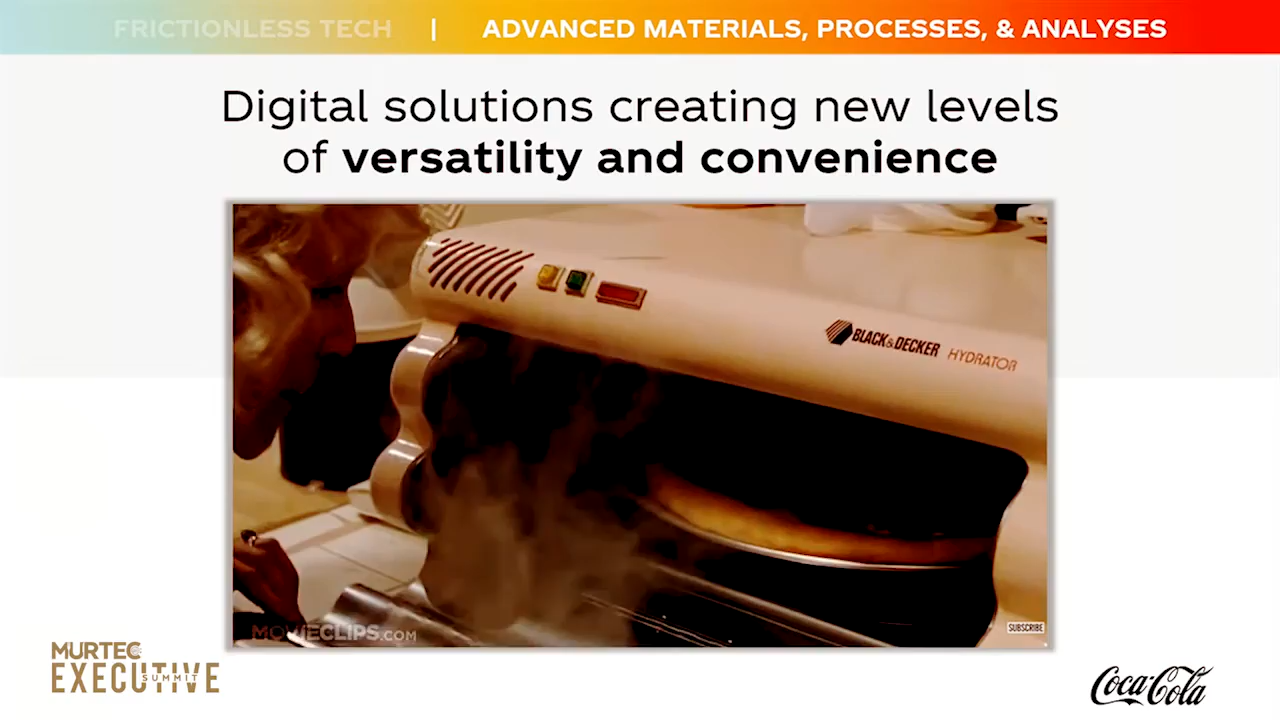 FRICTIONLESS TECH | ADVANCED MATERIALS, PROCESSES, & ANALYSES
Digital solutions creating new levels
of versatility and convenience
BLACK & DECKER HYDRATOR
MOVIECLIPS.COM
SUBSCRIBE
MURTEC
EXECUTIVE
SUMMIT
Coca-Cola